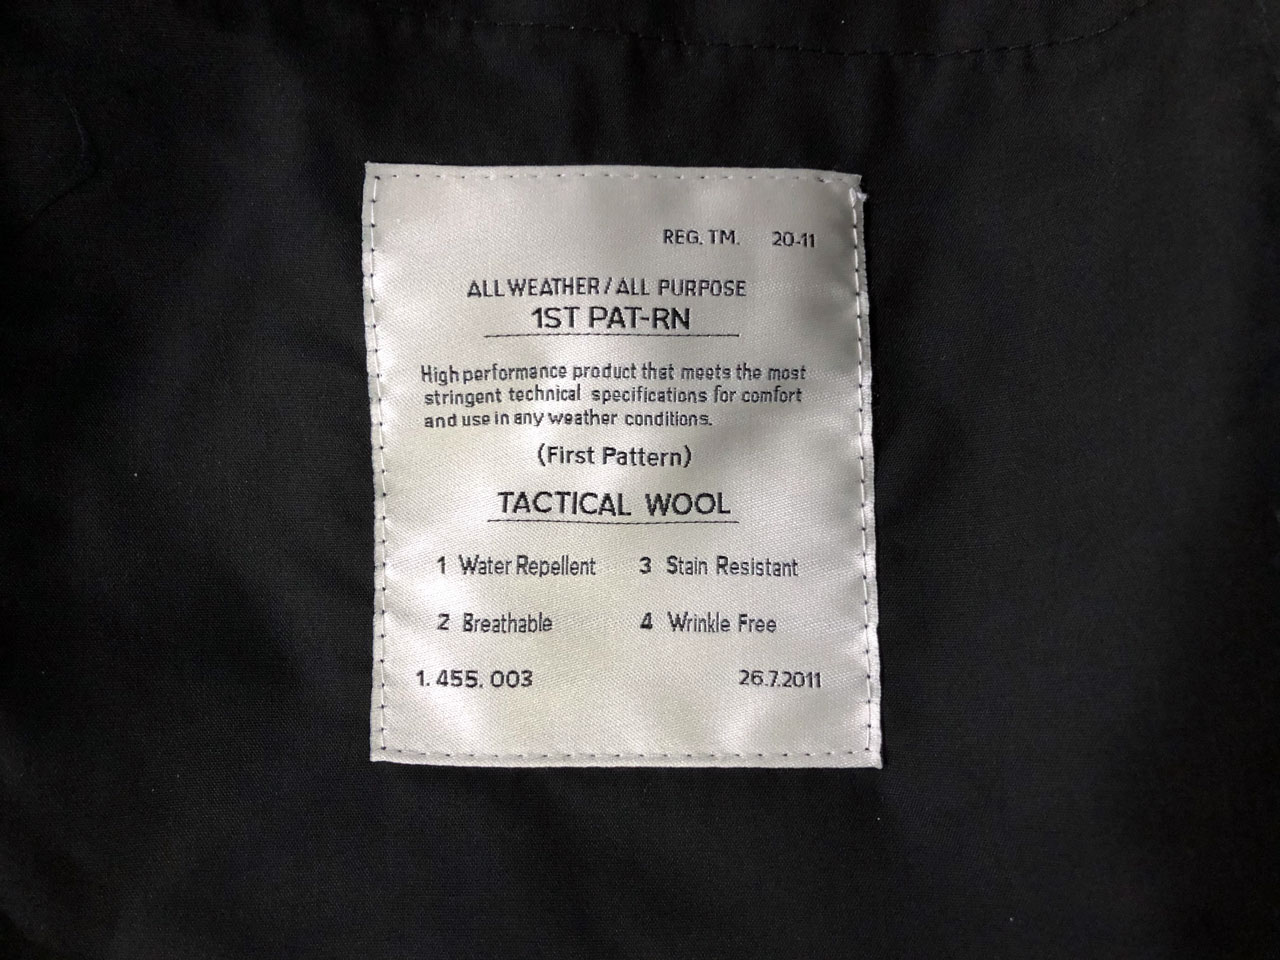 REG. TM. 20-11
ALL WEATHER / ALL PURPOSE
1ST PAT-RN
High performance product that meets the most
stringent technical specifications for comfort
and use in any weather conditions.
(First Pattern)
TACTICAL WOOL
1 Water Repellent 3 Stain Resistant
2 Breathable 4 Wrinkle Free
1. 455. 003 26.7.2011